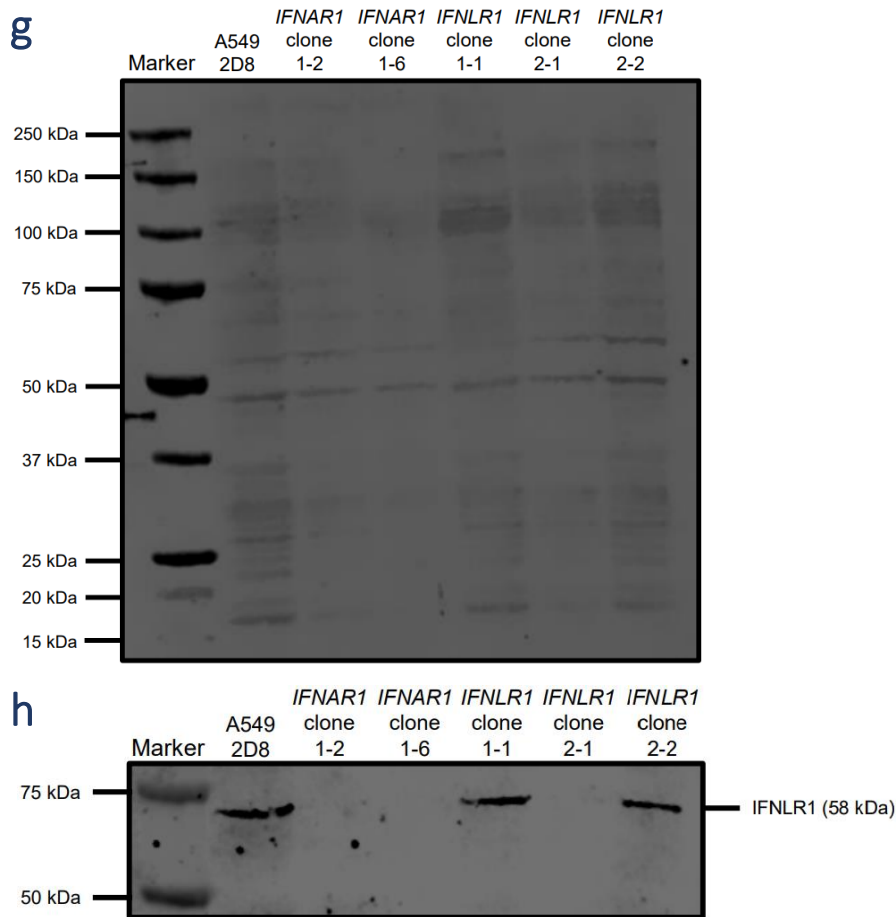 g
Marker
A549
2D8
IFNAR1
clone
1-2
IFNAR1
clone
1-6
IFNLR1
clone
1-1
IFNLR1
clone
2-1
IFNLR1
clone
2-2
250 kDa
150 kDa
100 kDa
75 kDa
50 kDa
37 kDa
25 kDa
20 kDa
15 kDa
h
Marker
A549
2D8
IFNAR1
clone
1-2
IFNAR1
clone
1-6
IFNLR1
clone
1-1
IFNLR1
clone
2-1
IFNLR1
clone
2-2
75 kDa
IFNLR1 (58 kDa)
50 kDa